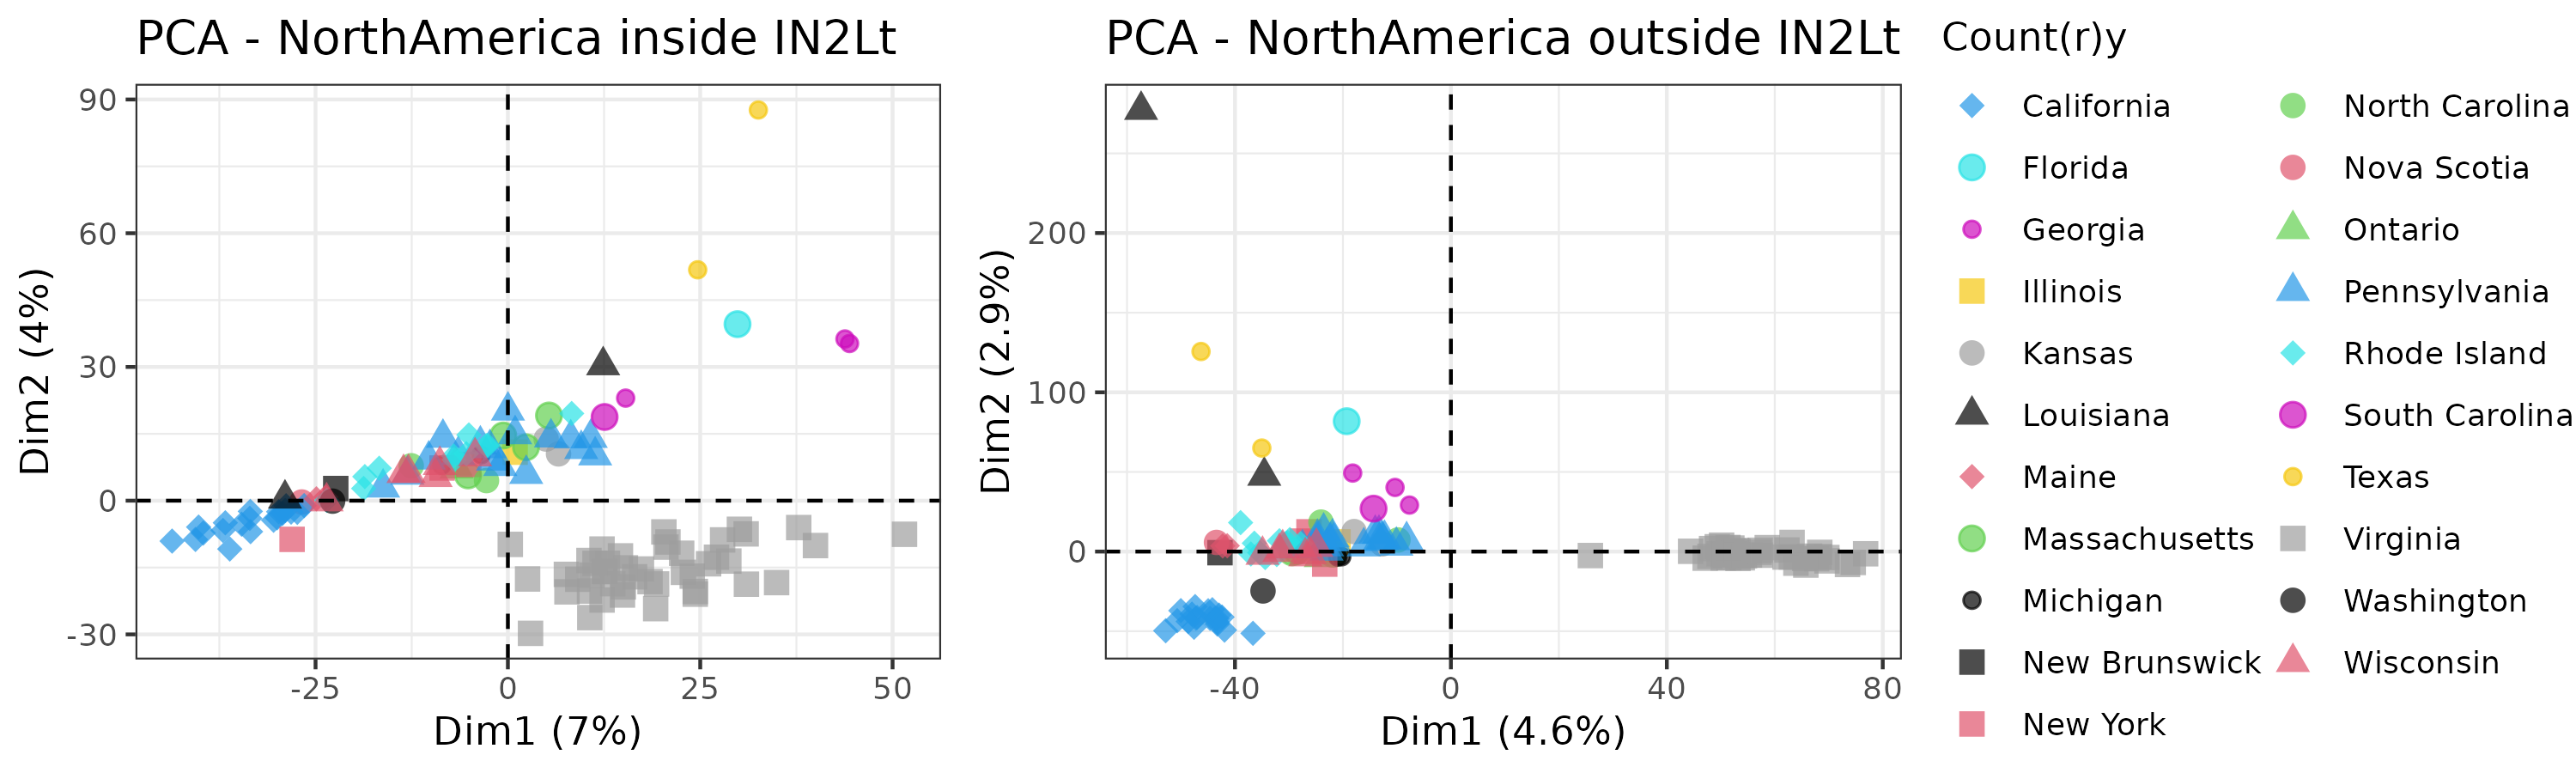 PCA - NorthAmerica inside IN2Lt
90
60
30
0
-30
Dim2 (4%)
-25
0
25
50
Dim1 (7%)
PCA - NorthAmerica outside IN2Lt
200
100
0
Dim2 (2.9%)
-40
0
40
80
Dim1 (4.6%)
Count(r)y
California
Florida
Georgia
Illinois
Kansas
Louisiana
Maine
Massachusetts
Michigan
New Brunswick
New York
North Carolina
Nova Scotia
Ontario
Pennsylvania
Rhode Island
South Carolina
Texas
Virginia
Washington
Wisconsin